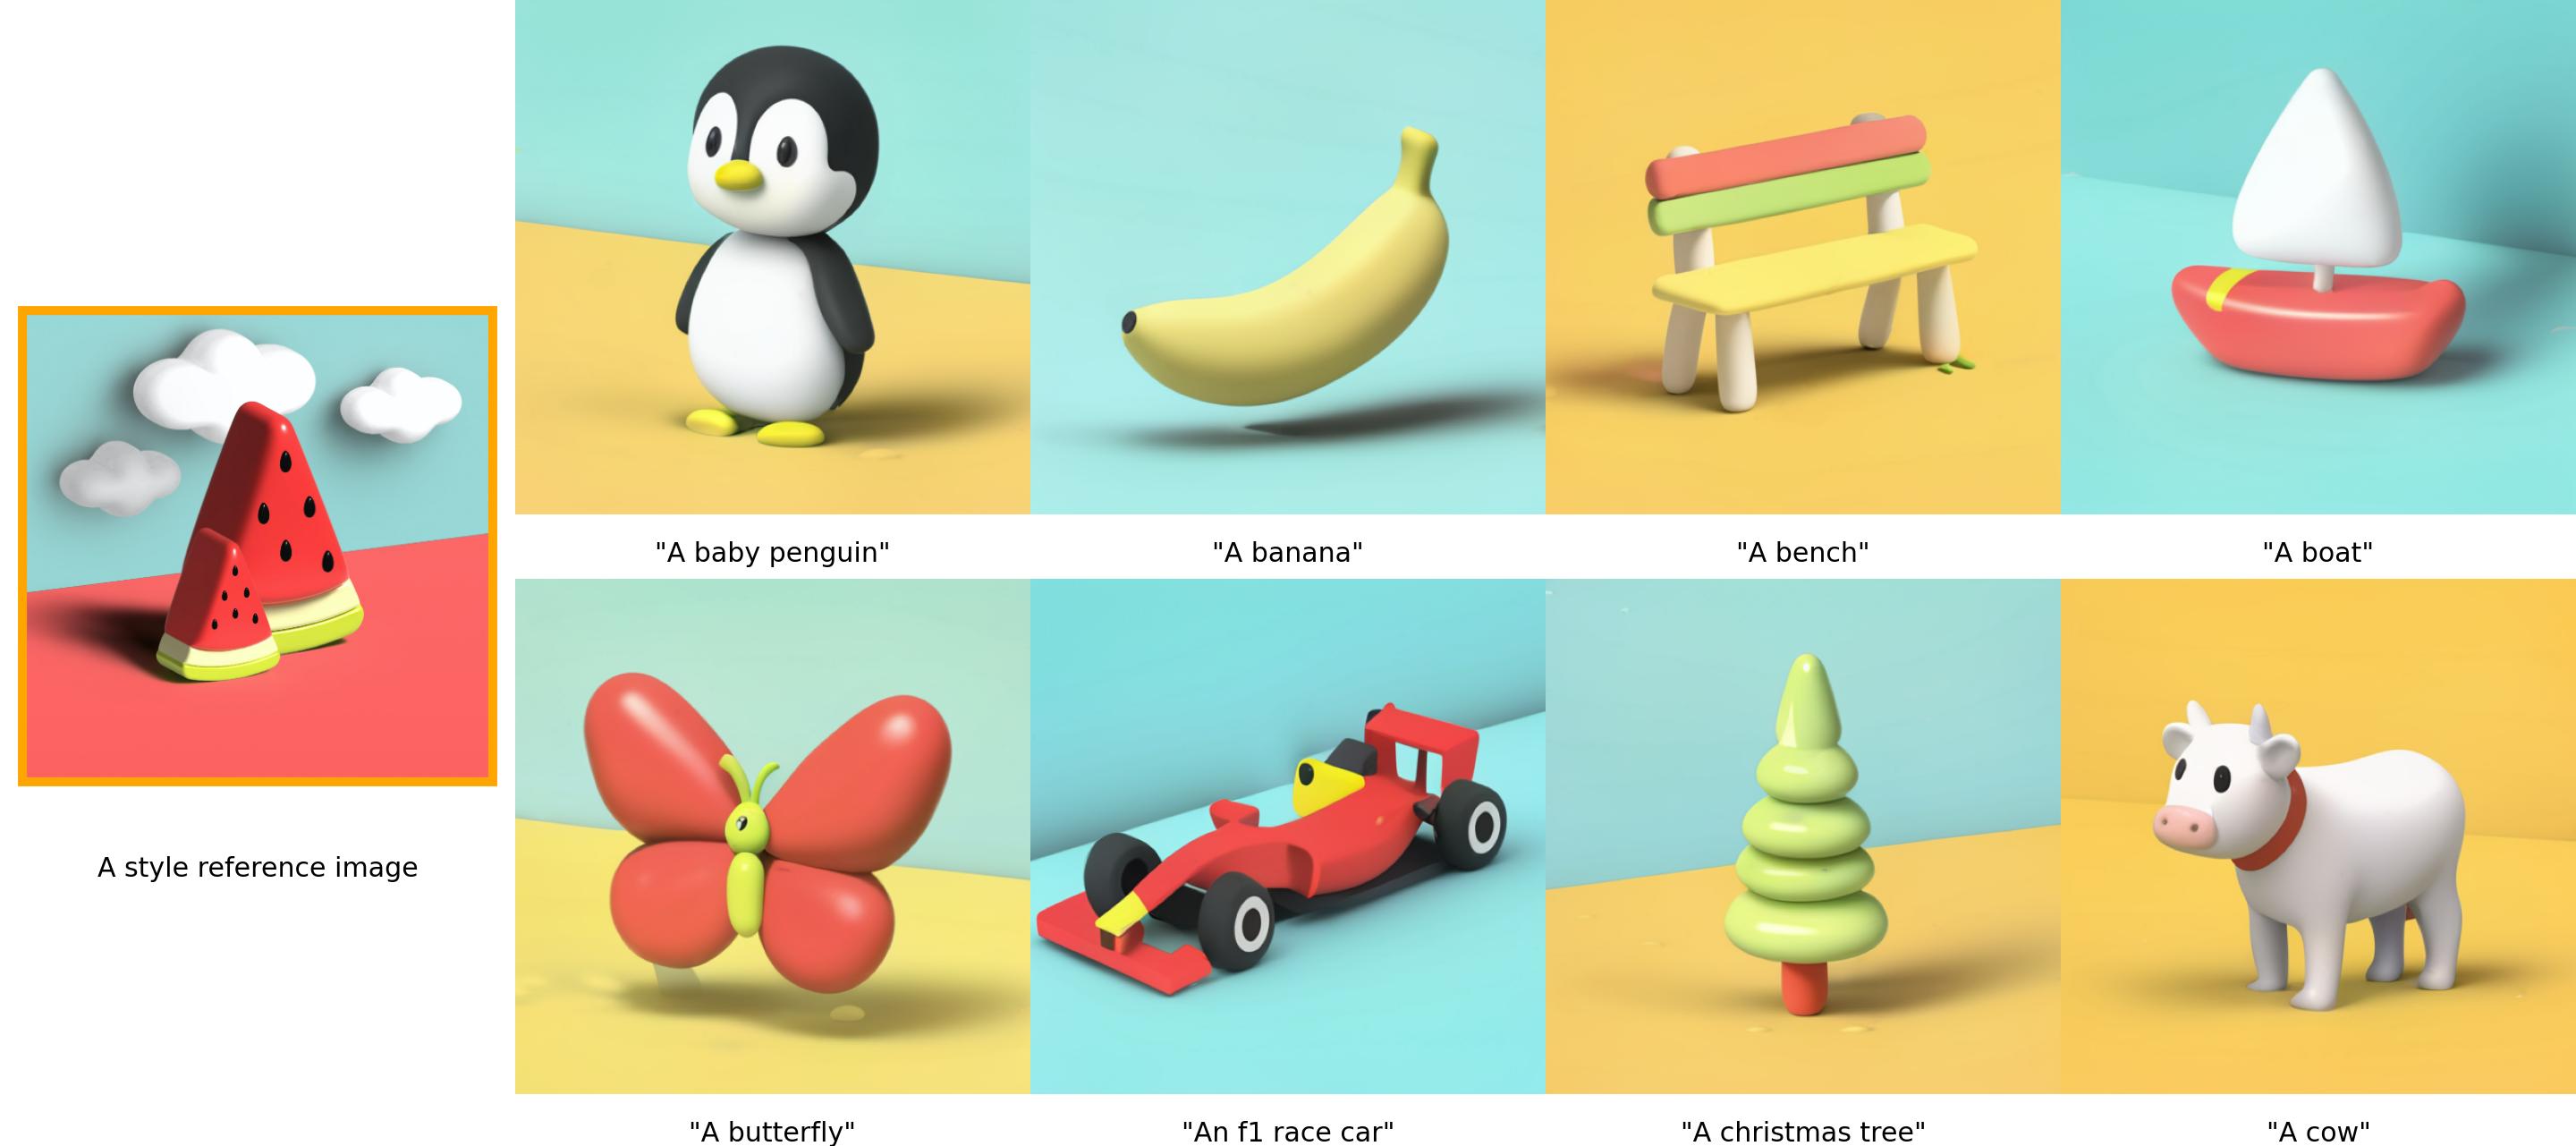 "A baby penguin"
"A banana"
"A bench"
"A boat"
A style reference image
"A butterfly"
"An f1 race car"
"A christmas tree"
"A cow"